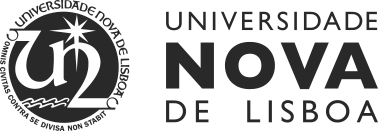 UNIVERSIDADE NOVA DE LISBOA
OMNIS CIVITAS CONTRA SE DIVISA NON STABIT
UNIVERSIDADE
NOVA
DE LISBOA